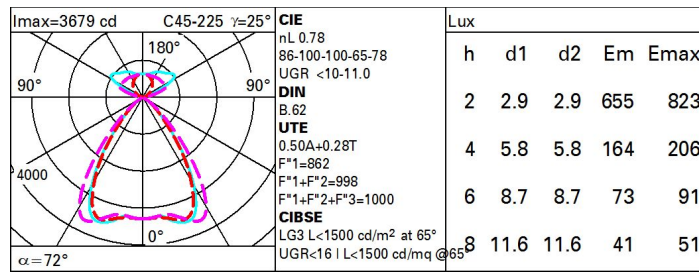 Imax=3679 cd C45-225 γ=25°
180°
90° 90°
4000
0°
α=72°
CIE
nL 0.78
86-100-100-65-78
UGR <10-11.0
DIN
B.62
UTE
0.50A+0.28T
F"1=862
F"1+F"2=998
F"1+F"2+F"3=1000
CIBSE
LG3 L<1500 cd/m² at 65°
UGR<16 | L<1500 cd/mq @65°
Lux
h d1 d2 Em Emax
2 2.9 2.9 655 823
4 5.8 5.8 164 206
6 8.7 8.7 73 91
8 11.6 11.6 41 51